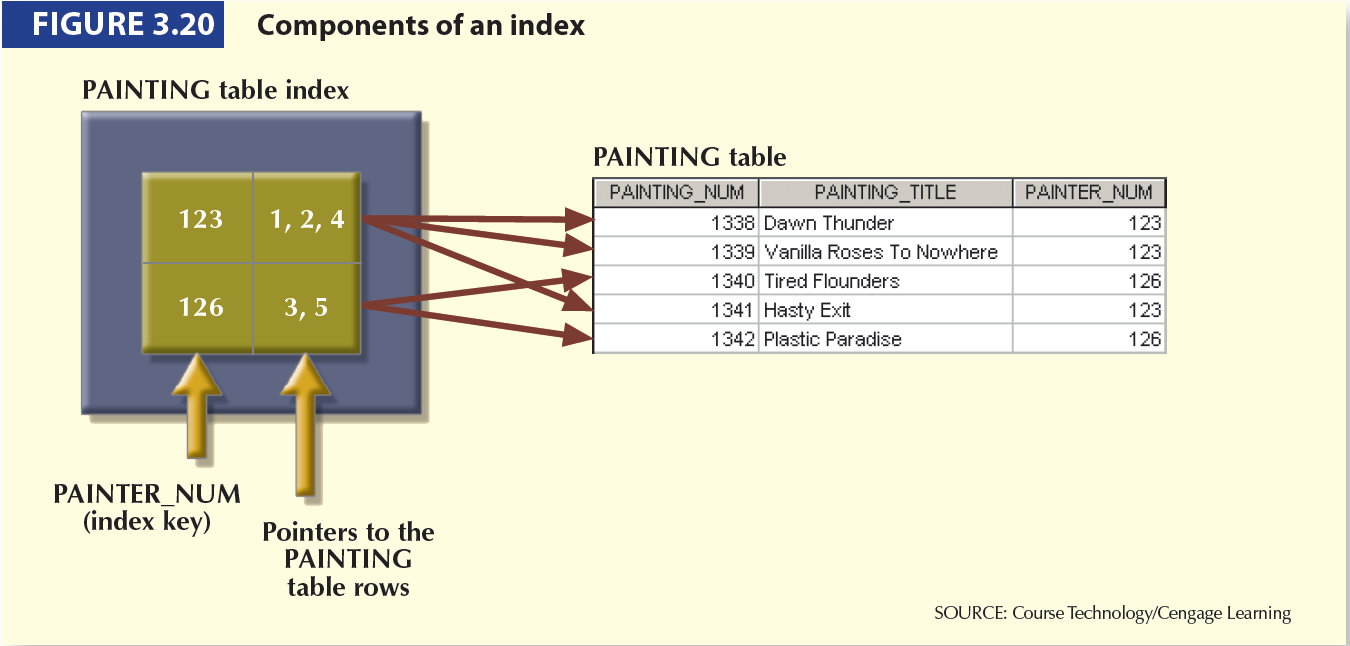 FIGURE 3.20 Components of an index
PAINTING table index
123 1, 2, 4
126 3, 5
PAINTER_NUM
(index key)
Pointers to the
PAINTING
table rows
PAINTING table
PAINTING_NUM PAINTING_TITLE PAINTER_NUM
1338 Dawn Thunder 123
1339 Vanilla Roses To Nowhere 123
1340 Tired Flounders 126
1341 Hasty Exit 123
1342 Plastic Paradise 126
SOURCE: Course Technology/Cengage Learning